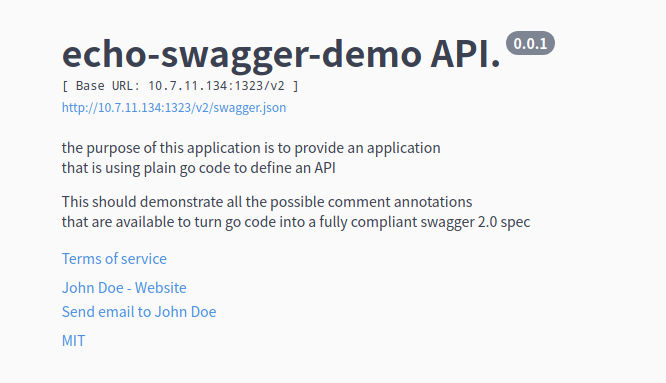 echo-swagger-demo API. 0.0.1
[ Base URL: 10.7.11.134:1323/v2 ]
http://10.7.11.134:1323/v2/swagger.json
the purpose of this application is to provide an application
that is using plain go code to define an API
This should demonstrate all the possible comment annotations
that are available to turn go code into a fully compliant swagger 2.0 spec
Terms of service
John Doe - Website
Send email to John Doe
MIT